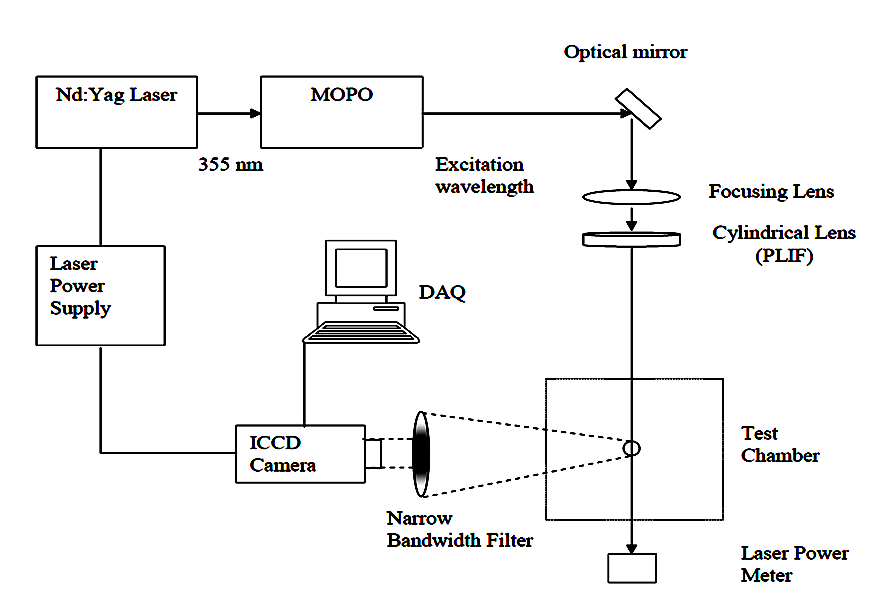 Optical mirror
Nd:Yag Laser
MOPO
355 nm
Excitation
wavelength
Focusing Lens
Cylindrical Lens
(PLIF)
Laser
Power
Supply
DAQ
ICCD
Camera
Test
Chamber
Narrow
Bandwidth Filter
Laser Power
Meter